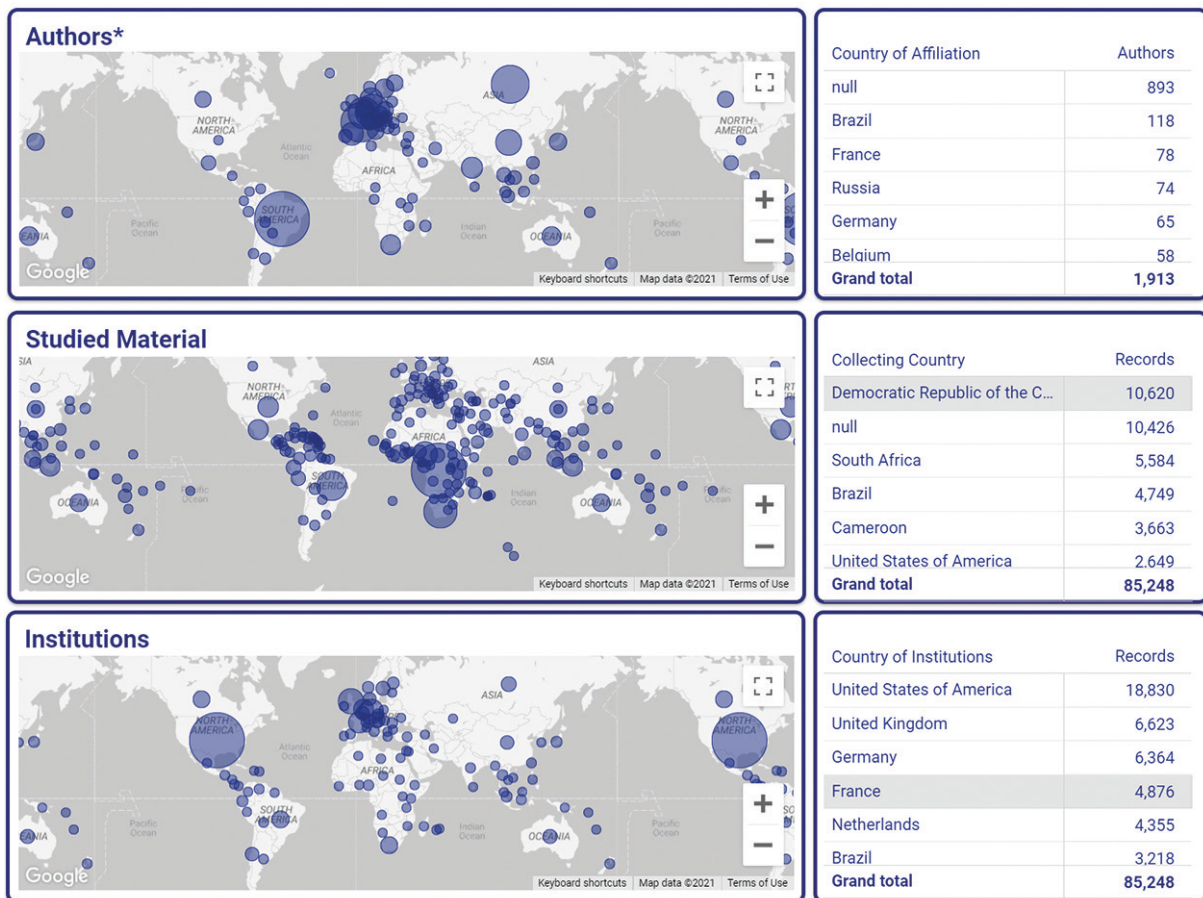 Authors*
ASIA
NORTH
AMERICA
NORTH
AMERICA
Atlantic
Ocean
AFRICA
SOUTH
AMERICA
Pacific
Ocean
Indian
Ocean
Pacific
Ocean
OCEANIA
Google
Keyboard shortcuts Map data ©2021 Terms of Use
Country of Affiliation Authors
null 893
Brazil 118
France 78
Russia 74
Germany 65
Belgium 58
Grand total 1,913
Studied Material
ASIA
NORTH
AMERICA
Atlantic
Ocean
AFRICA
SOUTH
AMERICA
OCEANIA
Pacific
Ocean
Indian
Ocean
OCEANIA
Pacific
Ocean
Google
Keyboard shortcuts Map data ©2021 Terms of Use
Collecting Country Records
Democratic Republic of the C... 10,620
null 10,426
South Africa 5,584
Brazil 4,749
Cameroon 3,663
United States of America 2.649
Grand total 85,248
Institutions
ASIA
NORTH
AMERICA
NORTH
AMERICA
Atlantic
Ocean
AFRICA
SOUTH
AMERICA
Pacific
Ocean
Indian
Ocean
Pacific
Ocean
OCEANIA
Google
Keyboard shortcuts Map data ©2021 Terms of Use
Country of Institutions Records
United States of America 18,830
United Kingdom 6,623
Germany 6,364
France 4,876
Netherlands 4,355
Brazil 3,218
Grand total 85,248